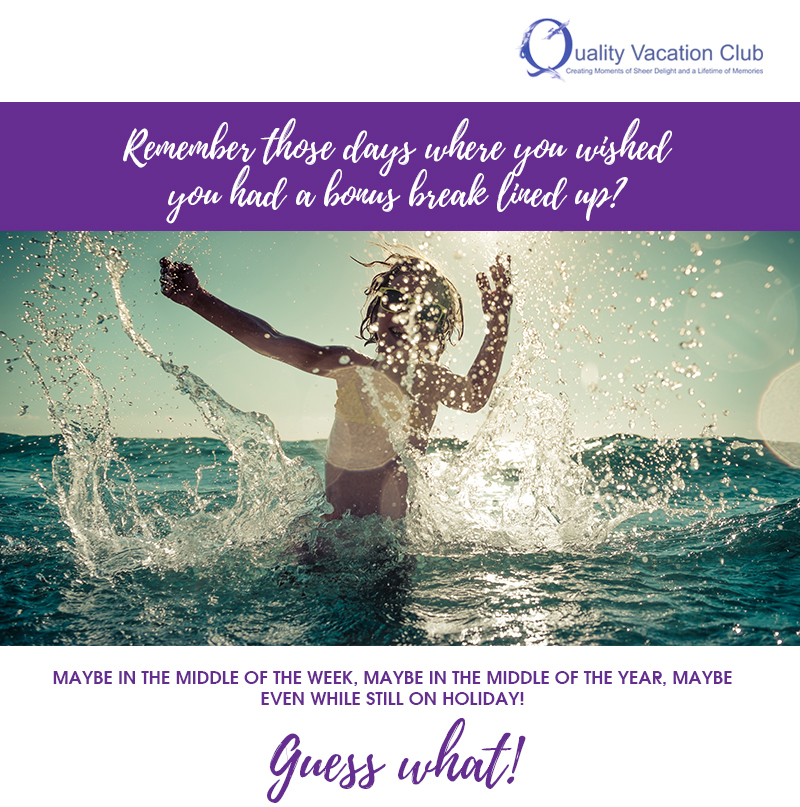 Quality Vacation Club
Creating Moments of Sheer Delight and a Lifetime of Memories
Remember those days where you wished
you had a bonus break lined up?
MAYBE IN THE MIDDLE OF THE WEEK, MAYBE IN THE MIDDLE OF THE YEAR, MAYBE
EVEN WHILE STILL ON HOLIDAY!
Guess what!